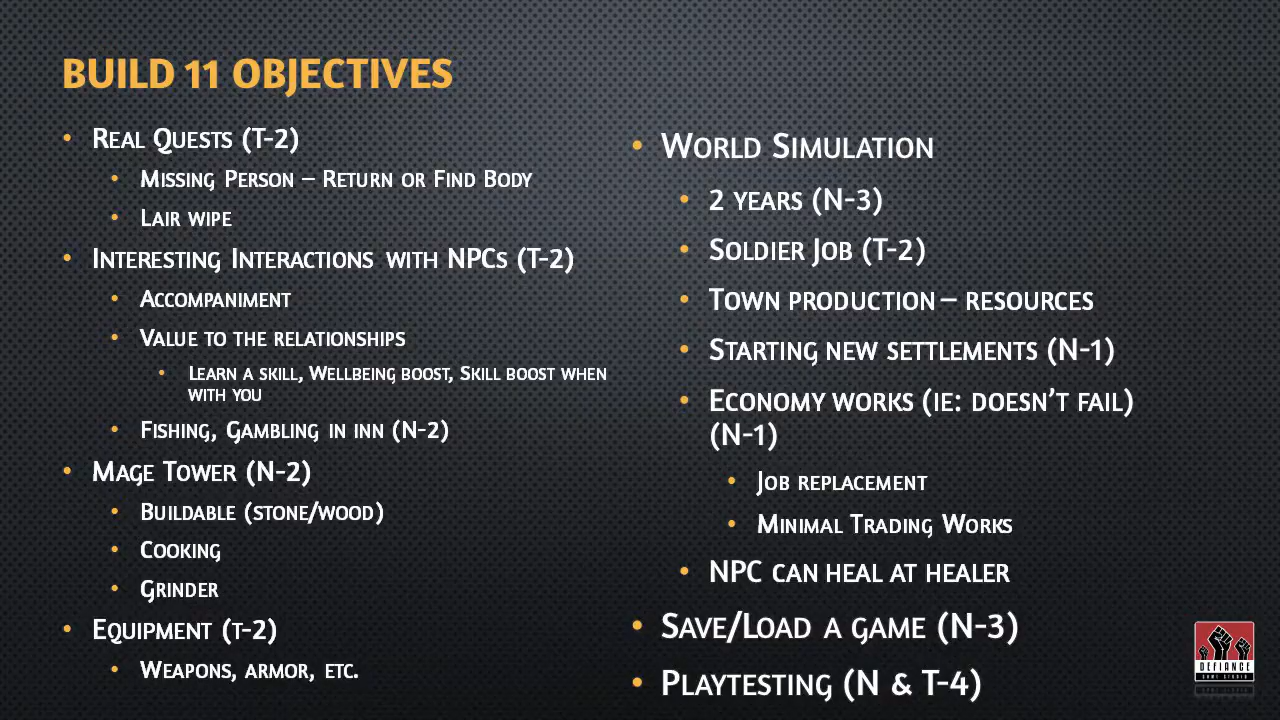 BUILD 11 OBJECTIVES
• REAL QUESTS (T-2)
• MISSING PERSON – RETURN OR FIND BODY
• LAIR WIPE
• INTERESTING INTERACTIONS WITH NPCS (T-2)
• ACCOMPANIMENT
• VALUE TO THE RELATIONSHIPS
• LEARN A SKILL, WELLBEING BOOST, SKILL BOOST WHEN
WITH YOU
• FISHING, GAMBLING IN INN (N-2)
• MAGE TOWER (N-2)
• BUILDABLE (STONE/WOOD)
• COOKING
• GRINDER
• EQUIPMENT (T-2)
• WEAPONS, ARMOR, ETC.
• WORLD SIMULATION
• 2 YEARS (N-3)
• SOLDIER JOB (T-2)
• TOWN PRODUCTION – RESOURCES
• STARTING NEW SETTLEMENTS (N-1)
• ECONOMY WORKS (IE: DOESN'T FAIL)
(N-1)
• JOB REPLACEMENT
• MINIMAL TRADING WORKS
• NPC CAN HEAL AT HEALER
• SAVE/LOAD A GAME (N-3)
• PLAYTESTING (N & T-4)
DEFIANCE
GAME STUDIO